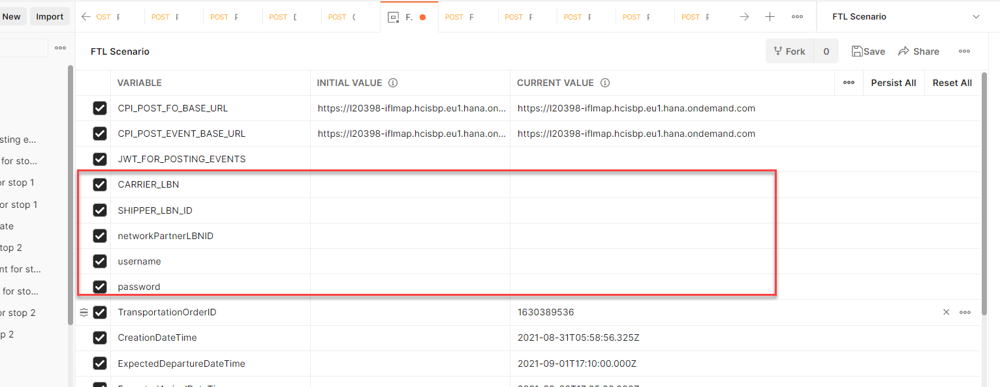 New Import OST F POST F POST F POST POST F. POST F POST F POST F POST F POST F FTL Scenario
FTL Scenario Fork 0 Save Share
VARIABLE INITIAL VALUE CURRENT VALUE Persist All Reset All
CPI_POST_FO_BASE_URL https://l20398-iflmap.hcisbp.eu1.hana.on... https://l20398-iflmap.hcisbp.eu1.hana.ondemand.com
CPI_POST_EVENT_BASE_URL https://l20398-iflmap.hcisbp.eu1.hana.on... https://l20398-iflmap.hcisbp.eu1.hana.ondemand.com
sting e...
JWT_FOR_POSTING_EVENTS
for sto...
CARRIER_LBN
or stop 1
SHIPPER_LBN_ID
or stop 1
networkPartnerLBNID
ate
top 2
username
nt for st...
password
for sto...
TransportationOrderID 1630389536
or stop 2
CreationDateTime 2021-08-31T05:58:56.325Z
p 2
ExpectedDepartureDateTime 2021-09-01T17:10:00.000Z